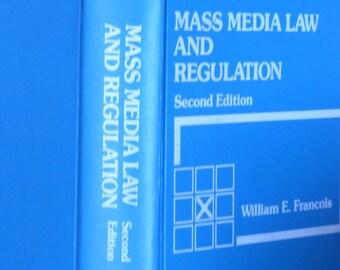 MASS MEDIA LAW
AND REGULATION
Second
Edition
MASS MEDIA LAW
AND
REGULATION
Second Edition
William E. Francois